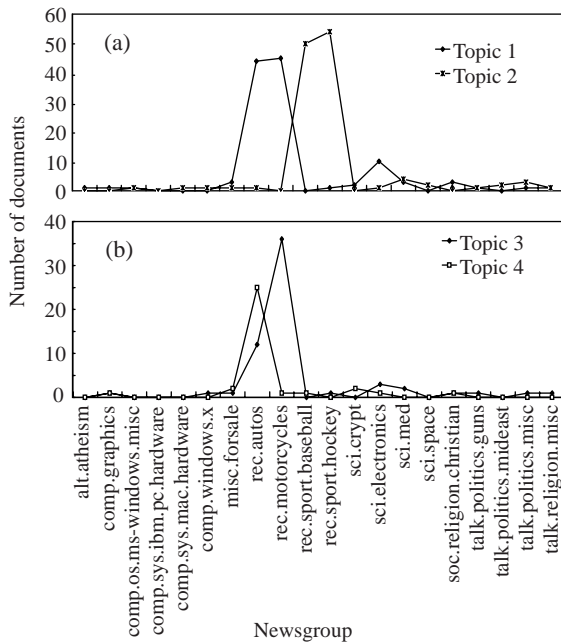 60
50
40
30
20
10
0
(a)
Topic 1
Topic 2
Number of documents
40
30
20
10
0
(b)
Topic 3
Topic 4
alt.atheism
comp.graphics
comp.os.ms-windows.misc
comp.sys.ibm.pc.hardware
comp.sys.mac.hardware
comp.windows.x
misc.forsale
rec.autos
rec.motorcycles
rec.sport.baseball
rec.sport.hockey
sci.crypt
sci.electronics
sci.med
sci.space
soc.religion.christian
talk.politics.guns
talk.politics.mideast
talk.politics.misc
talk.religion.misc
Newsgroup